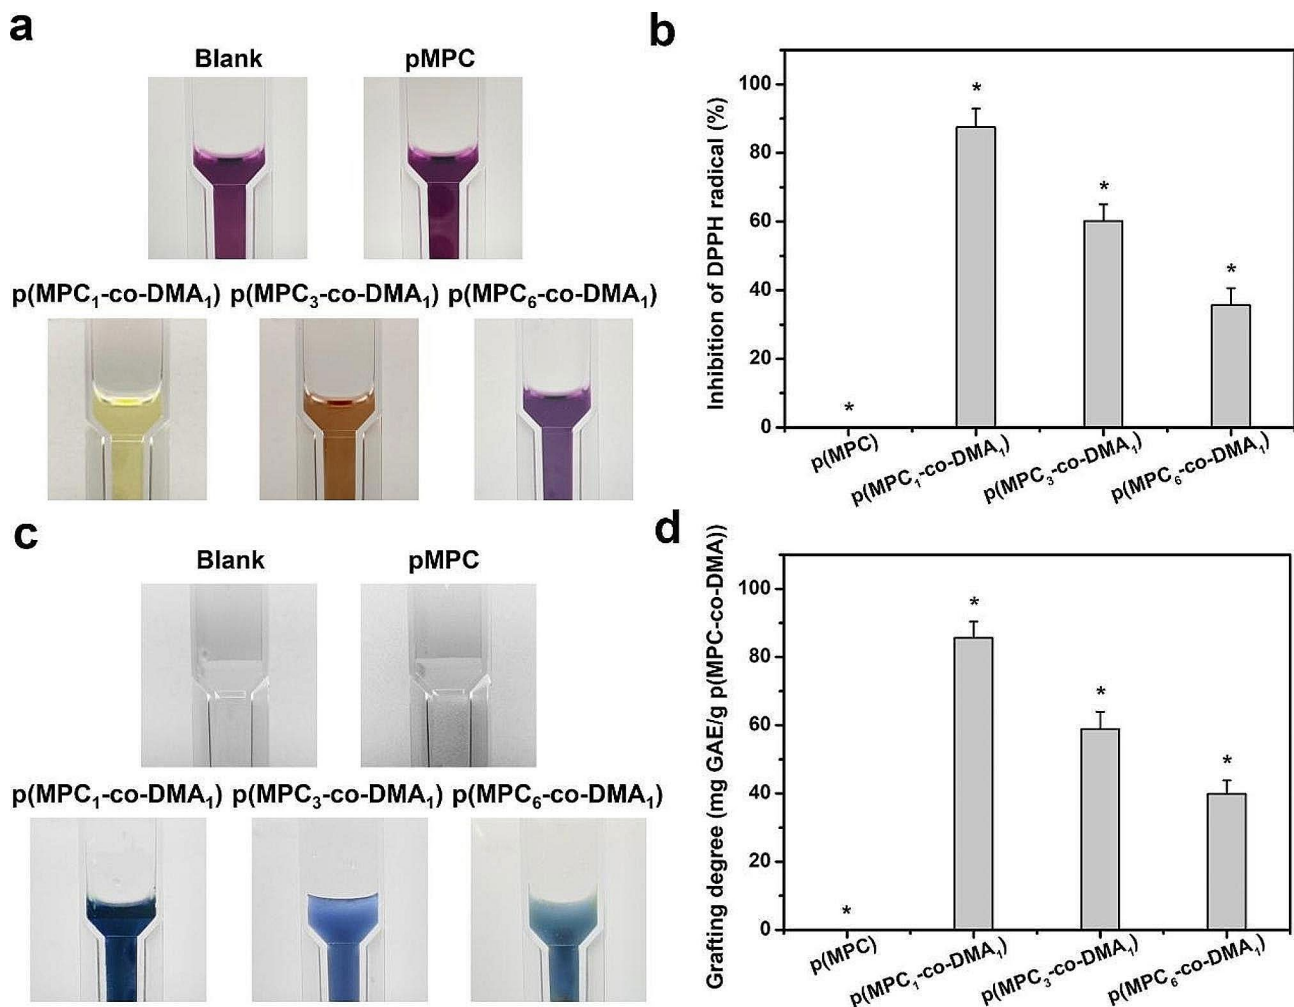 a
Blank pMPC
p(MPC₁-co-DMA₁) p(MPC₃-co-DMA₁) p(MPC₆-co-DMA₁)
b
Inhibition of DPPH radical (%)
100
80
60
40
20
0
* * * *
p(MPC) p(MPC₁-co-DMA₁) p(MPC₃-co-DMA₁) p(MPC₆-co-DMA₁)
c
Blank pMPC
p(MPC₁-co-DMA₁) p(MPC₃-co-DMA₁) p(MPC₆-co-DMA₁)
d
Grafting degree (mg GAE/g p(MPC-co-DMA))
100
80
60
40
20
0
* * * *
p(MPC) p(MPC₁-co-DMA₁) p(MPC₃-co-DMA₁) p(MPC₆-co-DMA₁)